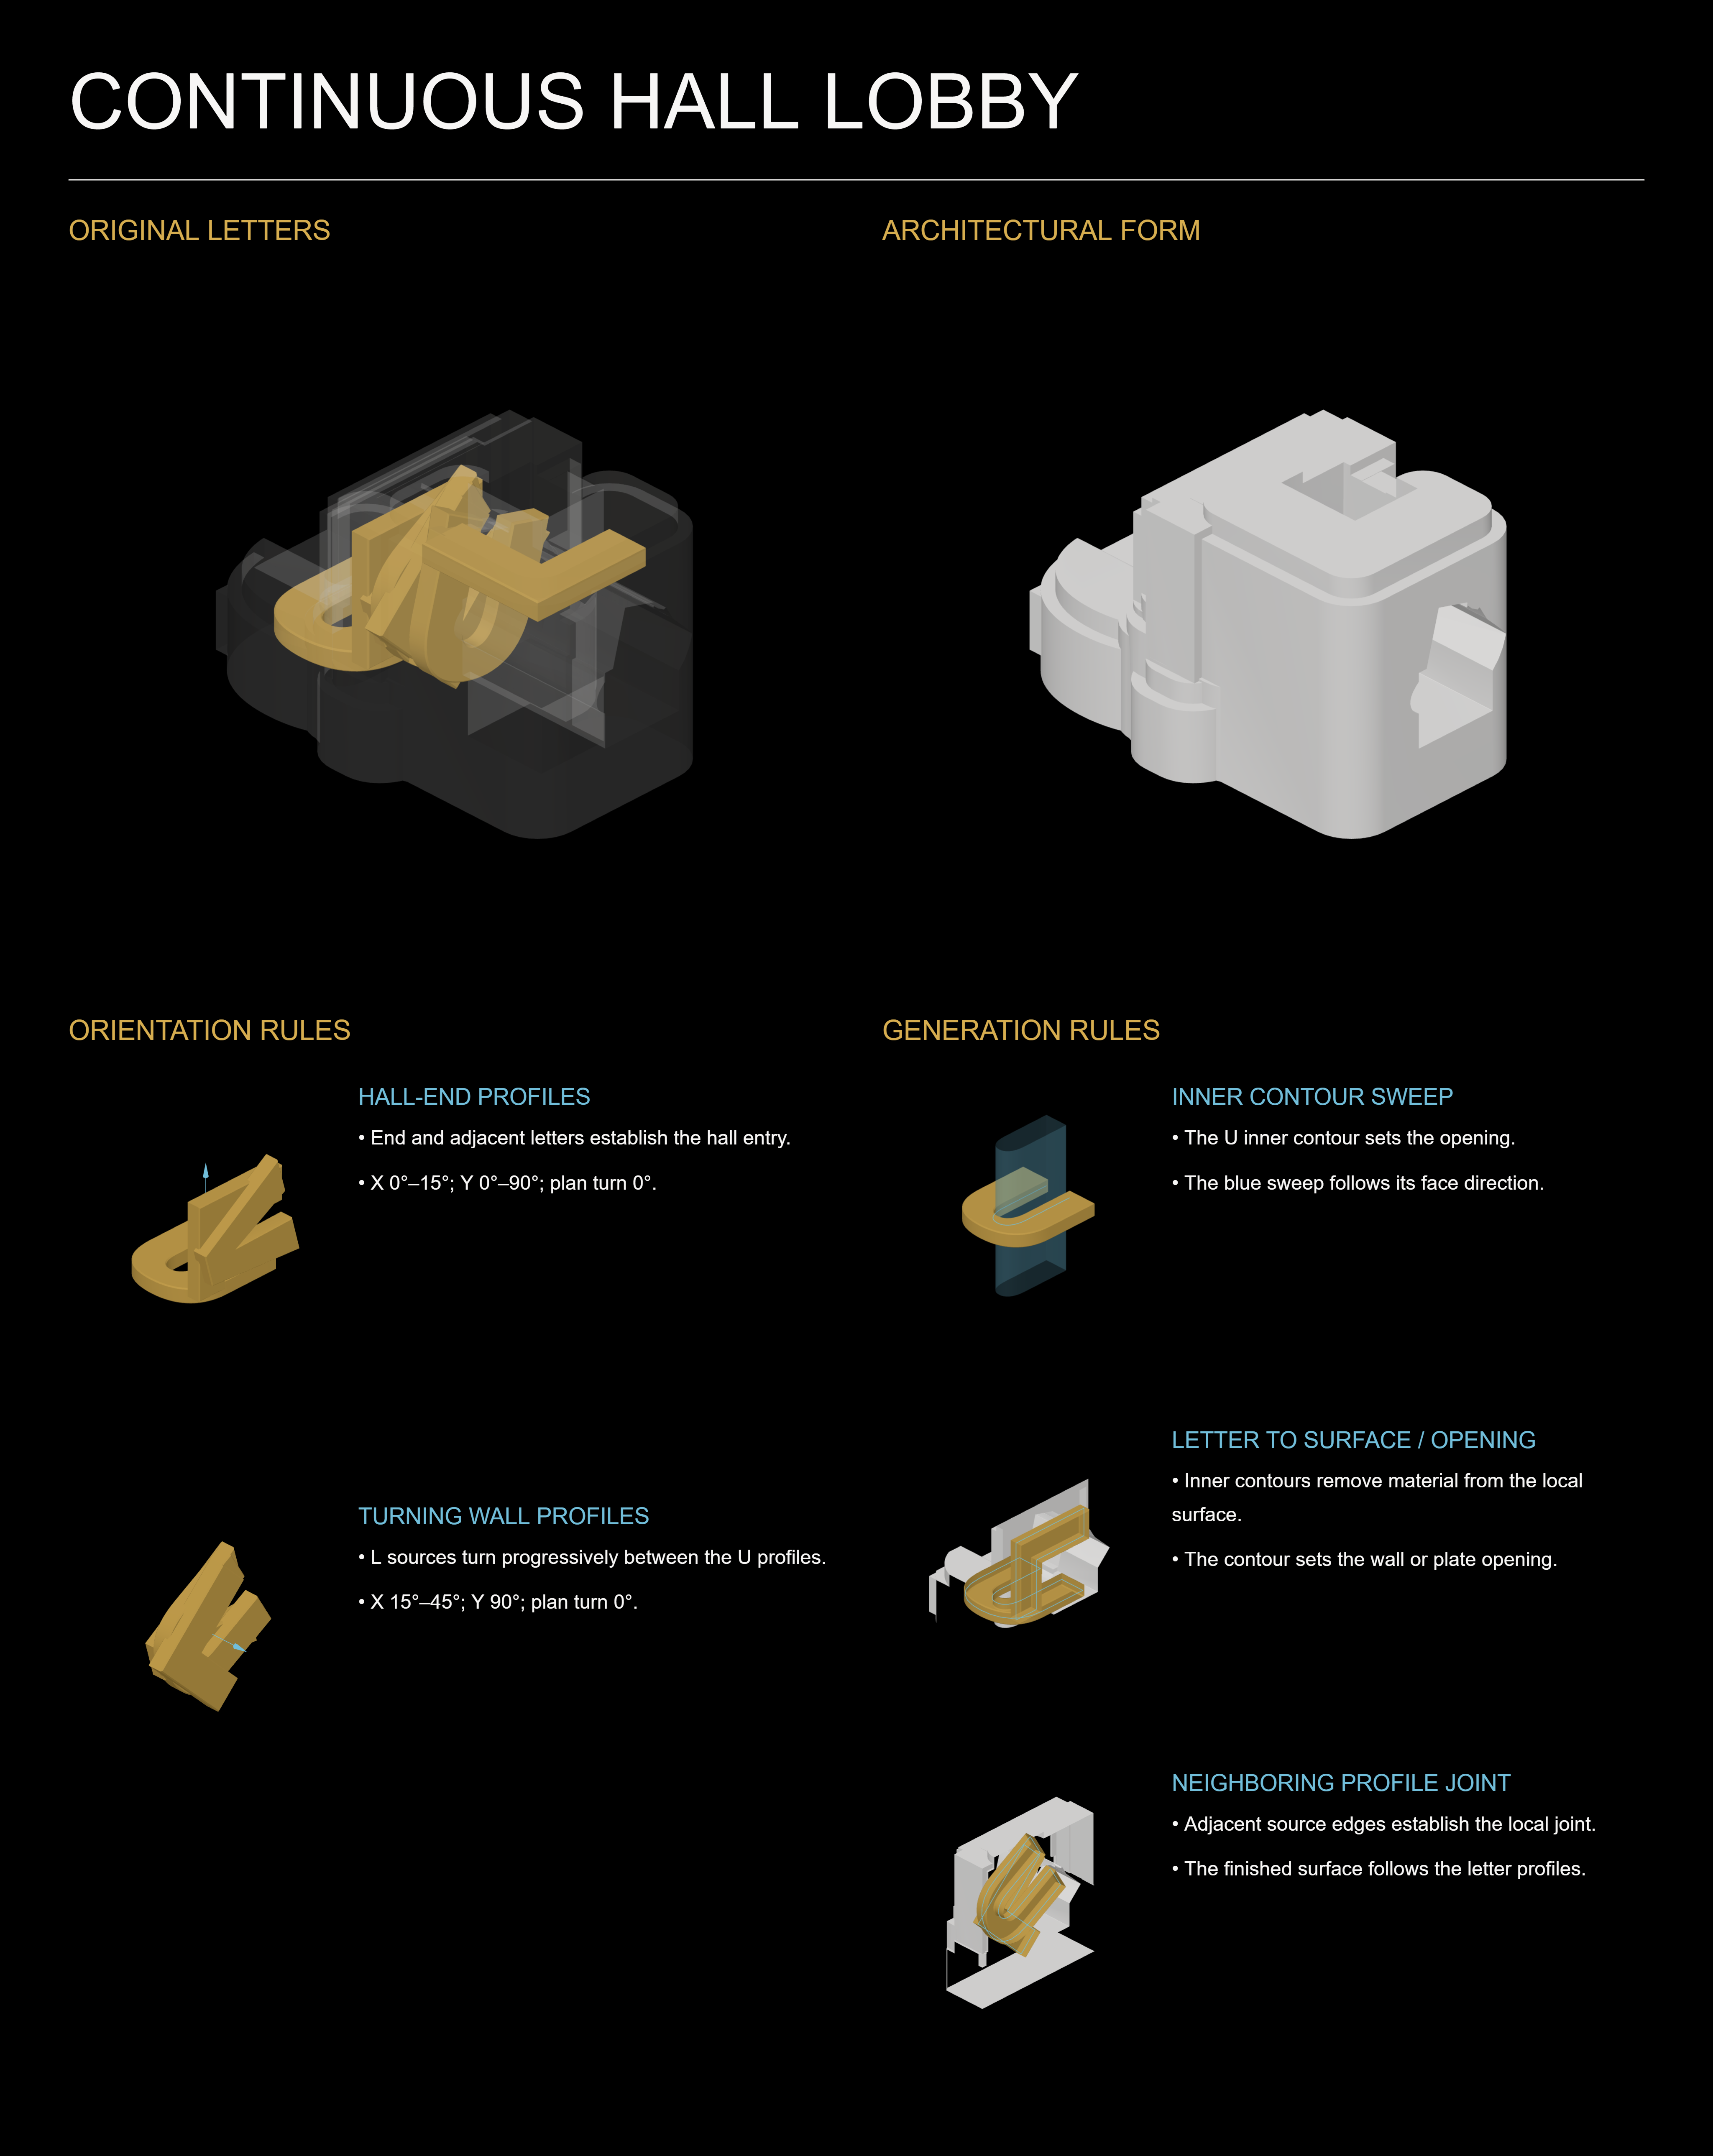 CONTINUOUS HALL LOBBY
ORIGINAL LETTERS
ARCHITECTURAL FORM
ORIENTATION RULES
HALL-END PROFILES
• End and adjacent letters establish the hall entry.
• X 0°–15°; Y 0°–90°; plan turn 0°.
TURNING WALL PROFILES
• L sources turn progressively between the U profiles.
• X 15°–45°; Y 90°; plan turn 0°.
GENERATION RULES
INNER CONTOUR SWEEP
• The U inner contour sets the opening.
• The blue sweep follows its face direction.
LETTER TO SURFACE / OPENING
• Inner contours remove material from the local
surface.
• The contour sets the wall or plate opening.
NEIGHBORING PROFILE JOINT
• Adjacent source edges establish the local joint.
• The finished surface follows the letter profiles.